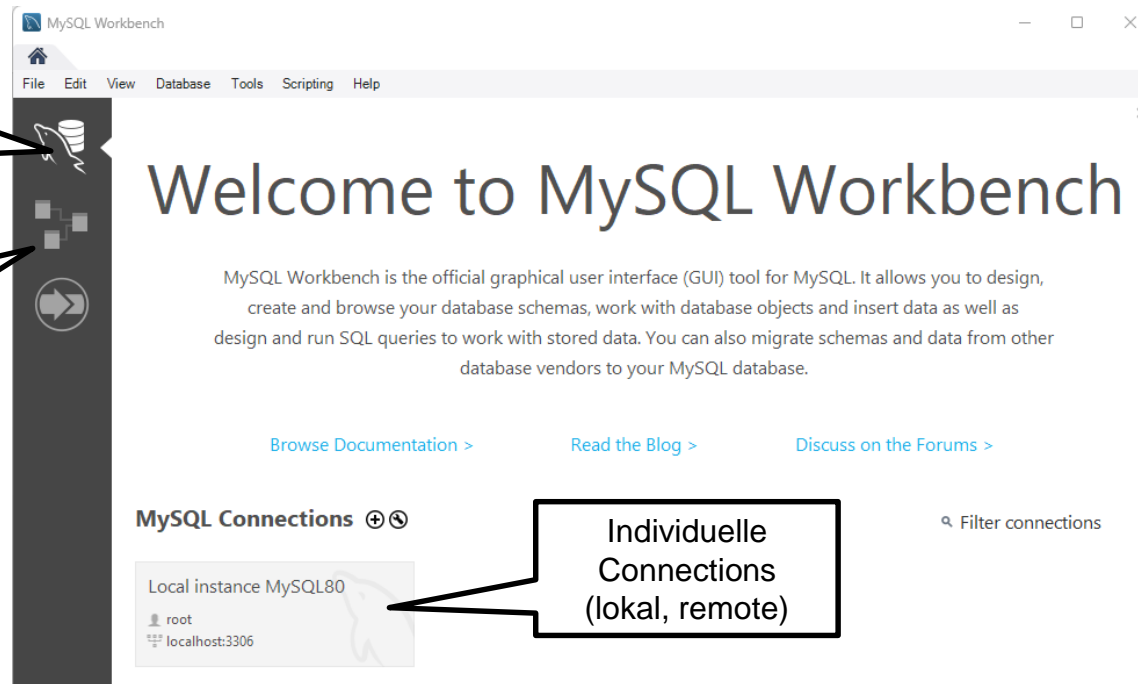 MySQL Workbench
File Edit View Database Tools Scripting Help
Welcome to MySQL Workbench
MySQL Workbench is the official graphical user interface (GUI) tool for MySQL. It allows you to design,
create and browse your database schemas, work with database objects and insert data as well as
design and run SQL queries to work with stored data. You can also migrate schemas and data from other
database vendors to your MySQL database.
Browse Documentation > Read the Blog > Discuss on the Forums >
MySQL Connections
Filter connections
Local instance MySQL80
root
localhost:3306
Individuelle
Connections
(lokal, remote)